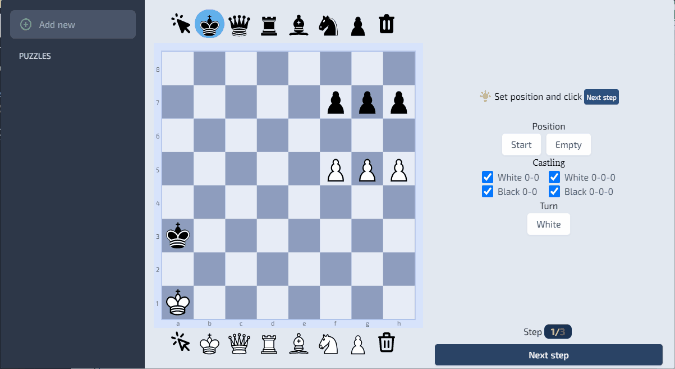 Add new
PUZZLES
8
7
6
5
4
3
2
1
a b c d e f g h
Set position and click Next step
Position
Start Empty
Castling
White 0-0 White 0-0-0
Black 0-0 Black 0-0-0
Turn
White
Step 1/3
Next step